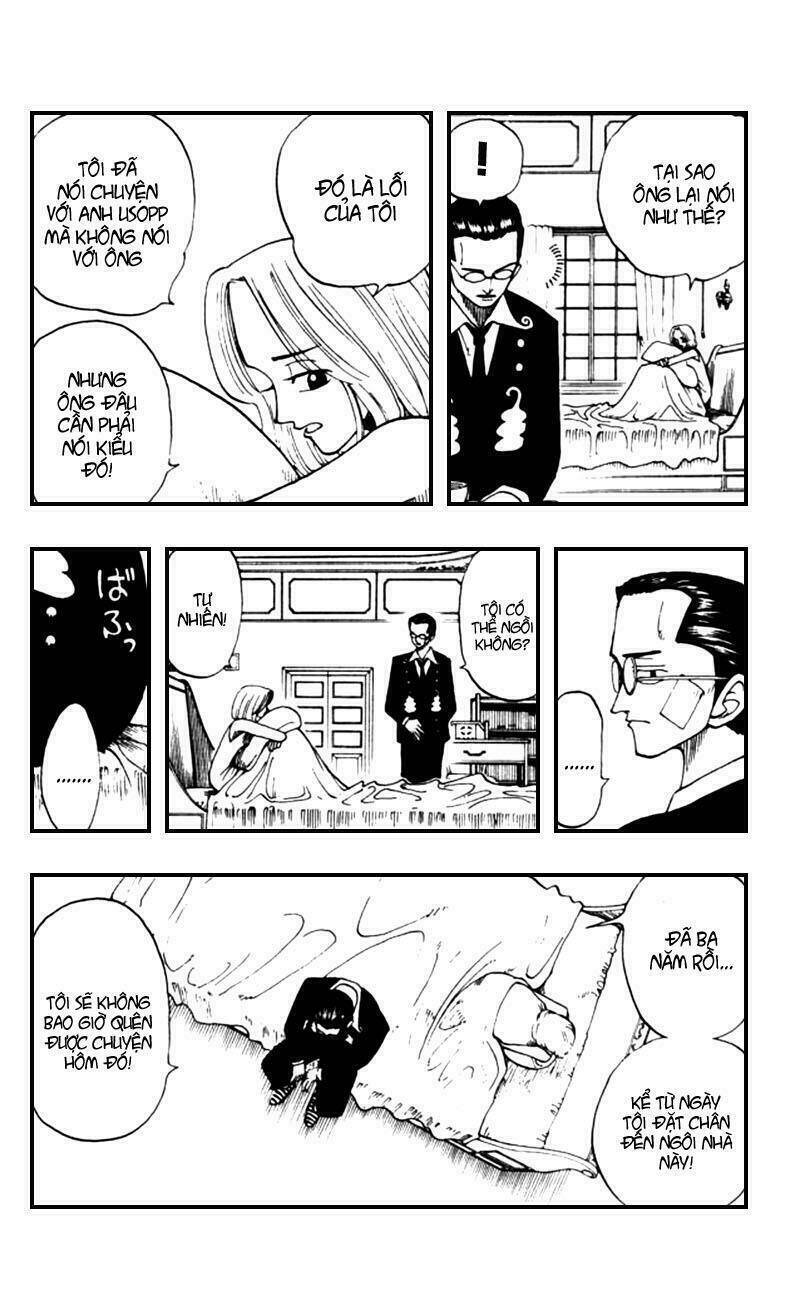 TẠI SAO
ÔNG LẠI NÓI
NHƯ THẾ?
!
ĐÓ LÀ LỖI
CỦA TÔI
TÔI ĐÃ
NÓI CHUYỆN
VỚI ANH USOPP
MÀ KHÔNG NÓI
VỚI ÔNG
NHƯNG
ÔNG ĐÂU
CẦN PHẢI
NÓI KIỂU
ĐÓ!
.......
TÔI CÓ
THỂ NGỒI
KHÔNG?
TỰ
NHIÊN!
ばふっ
........
ĐÃ BA
NĂM RỒI...
KỂ TỪ NGÀY
TÔI ĐẶT CHÂN
ĐẾN NGÔI NHÀ
NÀY!
TÔI SẼ KHÔNG
BAO GIỜ QUÊN
ĐƯỢC CHUYỆN
HÔM ĐÓ!